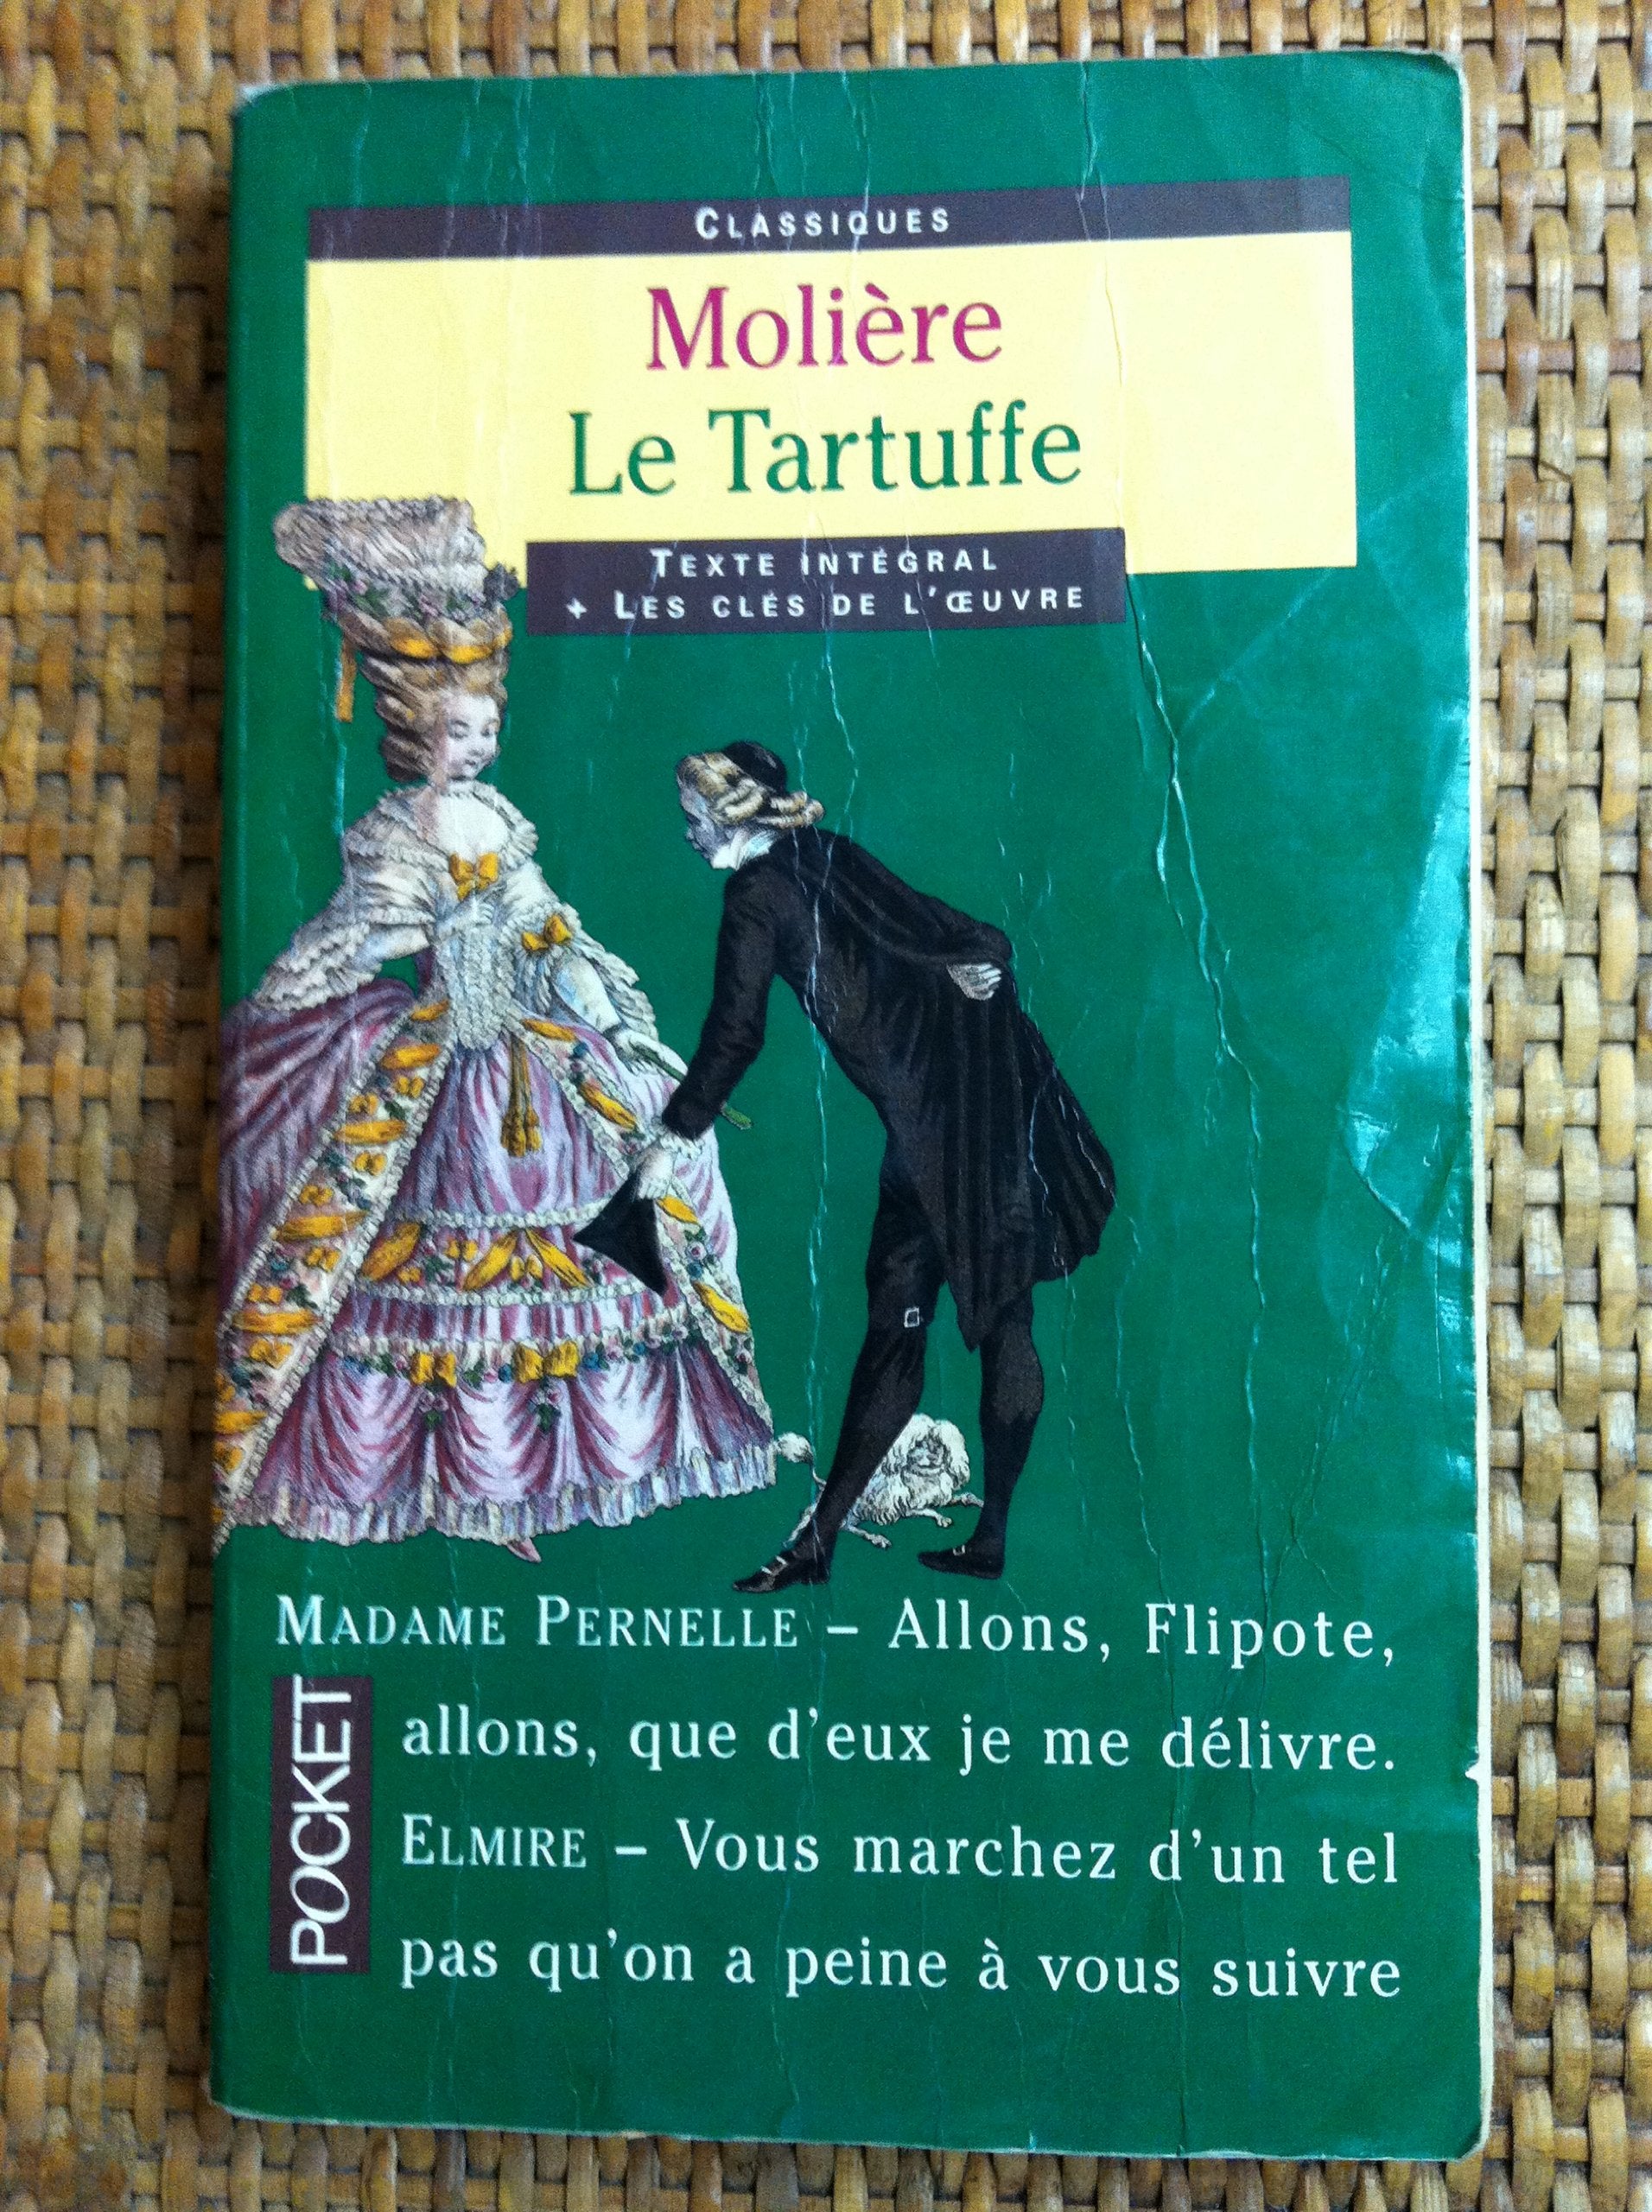 CLASSIQUES
Molière
Le Tartuffe
TEXTE INTÉGRAL
+ LES CLÉS DE L'ŒUVRE
MADAME PERNELLE – Allons, Flipote,
allons, que d'eux je me délivre.
ELMIRE – Vous marchez d'un tel
pas qu'on a peine à vous suivre
POCKET